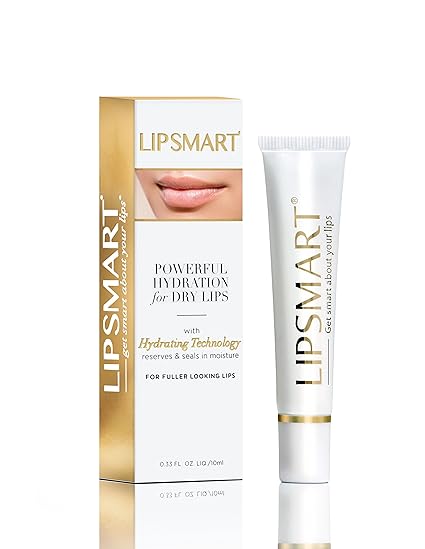 LIPSMART®
Get smart about your lips®
LIPSMART®
POWERFUL
HYDRATION
for DRY LIPS
with
Hydrating Technology
reserves & seals in moisture
FOR FULLER LOOKING LIPS
0.33 FL. OZ. LIQ/10ml
LIPSMART®
Get smart about your lips